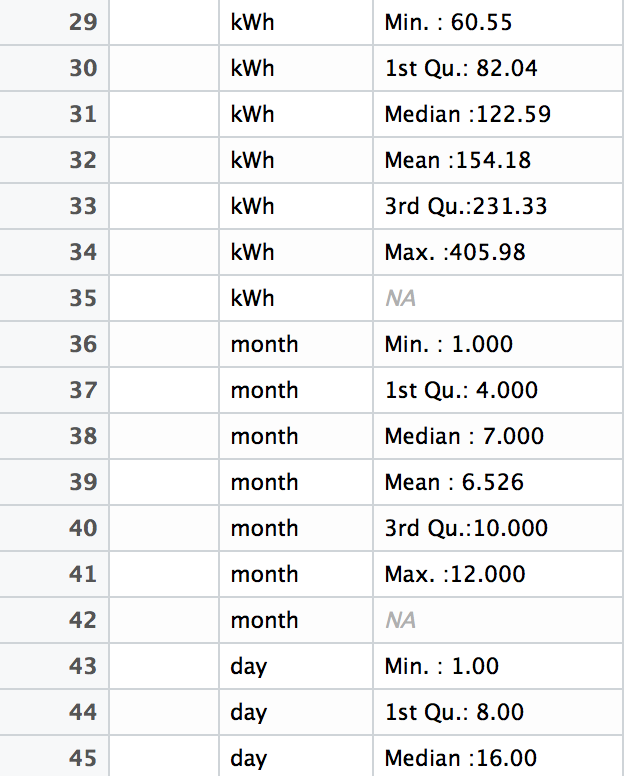 29 kWh Min. : 60.55
30 kWh 1st Qu.: 82.04
31 kWh Median :122.59
32 kWh Mean :154.18
33 kWh 3rd Qu.:231.33
34 kWh Max. :405.98
35 kWh NA
36 month Min. : 1.000
37 month 1st Qu.: 4.000
38 month Median : 7.000
39 month Mean : 6.526
40 month 3rd Qu.:10.000
41 month Max. :12.000
42 month NA
43 day Min. : 1.00
44 day 1st Qu.: 8.00
45 day Median :16.00